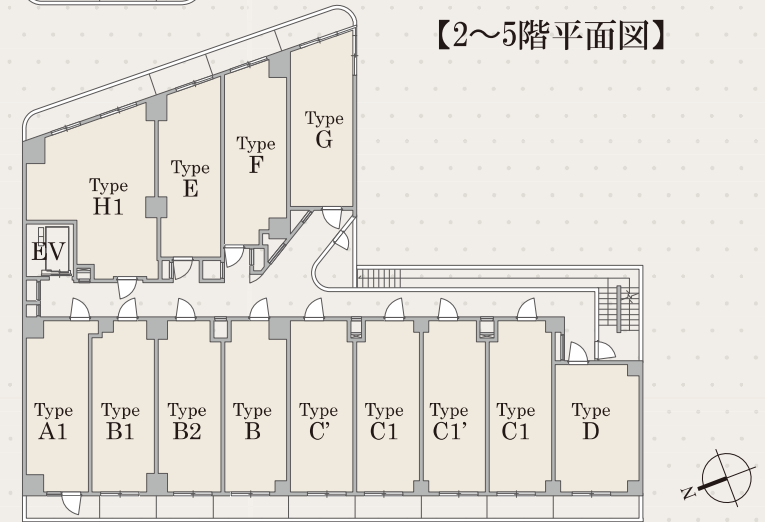 【2～5階平面図】
Type
G
Type
F
Type
E
Type
H1
EV
Type
A1
Type
B1
Type
B2
Type
B
Type
C’
Type
C1
Type
C1’
Type
C1
Type
D
N